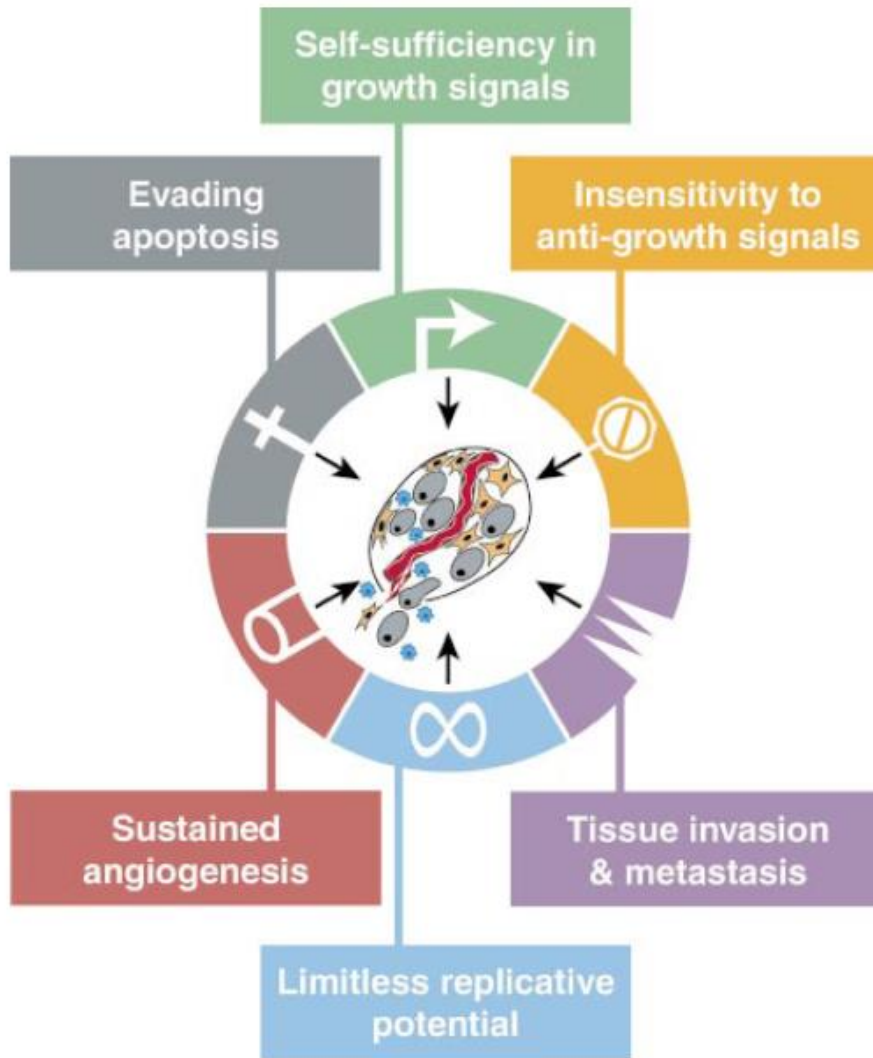 Self-sufficiency in
growth signals
Evading
apoptosis
Insensitivity to
anti-growth signals
Sustained
angiogenesis
Tissue invasion
& metastasis
Limitless replicative
potential